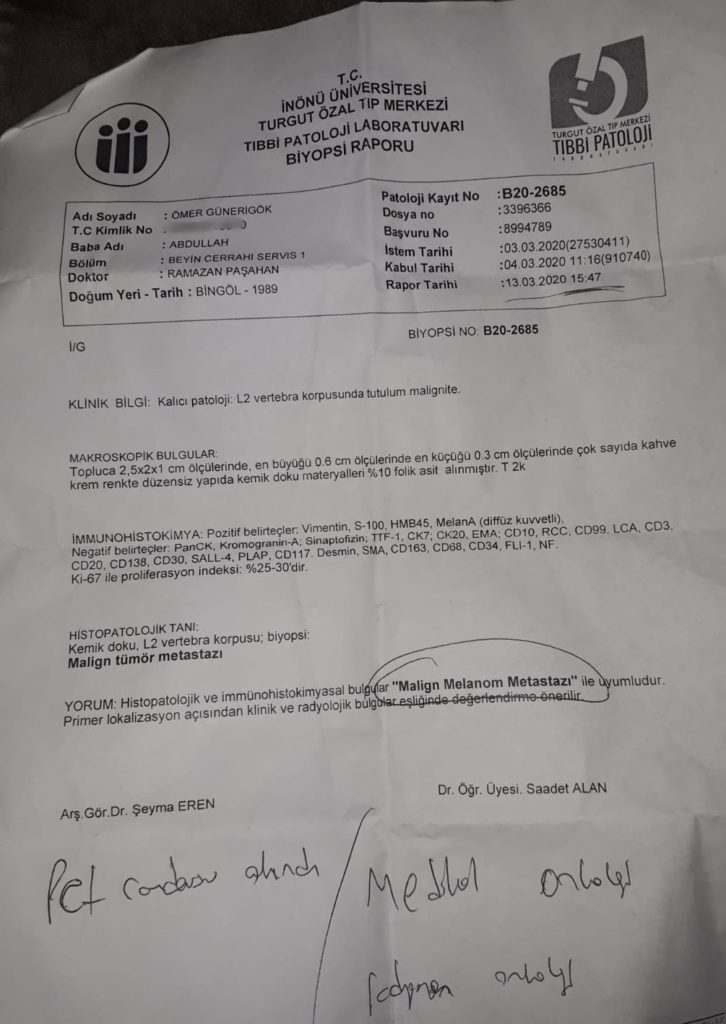 T.C.
İNÖNÜ ÜNİVERSİTESİ
TURGUT ÖZAL TIP MERKEZİ
TIBBİ PATOLOJİ LABORATUVARI
BİYOPSİ RAPORU
TURGUT ÖZAL TIP MERKEZİ
TIBBİ PATOLOJİ
LABORATUVARI
Adı Soyadı : ÖMER GÜNERİGÖK
T.C Kimlik No :
Baba Adı : ABDULLAH
Bölüm : BEYİN CERRAHI SERVIS 1
Doktor : RAMAZAN PAŞAHAN
Doğum Yeri - Tarih : BİNGÖL - 1989
Patoloji Kayıt No :B20-2685
Dosya no :3396366
Başvuru No :8994789
İstem Tarihi :03.03.2020(27530411)
Kabul Tarihi :04.03.2020 11:16(910740)
Rapor Tarihi :13.03.2020 15:47
İ/G
BİYOPSİ NO: B20-2685
KLİNİK BİLGİ: Kalıcı patoloji: L2 vertebra korpusunda tutulum malignite.
MAKROSKOPİK BULGULAR:
Topluca 2,5x2x1 cm ölçülerinde, en büyüğü 0.6 cm ölçülerinde en küçüğü 0.3 cm ölçülerinde çok sayıda kahve
krem renkte düzensiz yapıda kemik doku materyalleri %10 folik asit alınmıştır. T 2k
İMMUNOHİSTOKİMYA: Pozitif belirteçler: Vimentin, S-100, HMB45, MelanA (diffüz kuvvetli).
Negatif belirteçler: PanCK, Kromogranin-A; Sinaptofizin; TTF-1, CK7; CK20, EMA; CD10, RCC, CD99, LCA, CD3,
CD20, CD138, CD30, SALL-4, PLAP, CD117. Desmin, SMA, CD163, CD68, CD34, FLI-1, NF.
Ki-67 ile proliferasyon indeksi: %25-30'dir.
HİSTOPATOLOJİK TANI:
Kemik doku, L2 vertebra korpusu; biyopsi:
Malign tümör metastazı
YORUM: Histopatolojik ve immünohistokimyasal bulgular "Malign Melanom Metastazı" ile uyumludur.
Primer lokalizasyon açısından klinik ve radyolojik bulgular eşliğinde değerlendirme önerilir.
Arş.Gör.Dr. Şeyma EREN
Dr. Öğr. Üyesi. Saadet ALAN
Pet randevu alındı
Medikal onkoloji
Radyasyon onkoloji